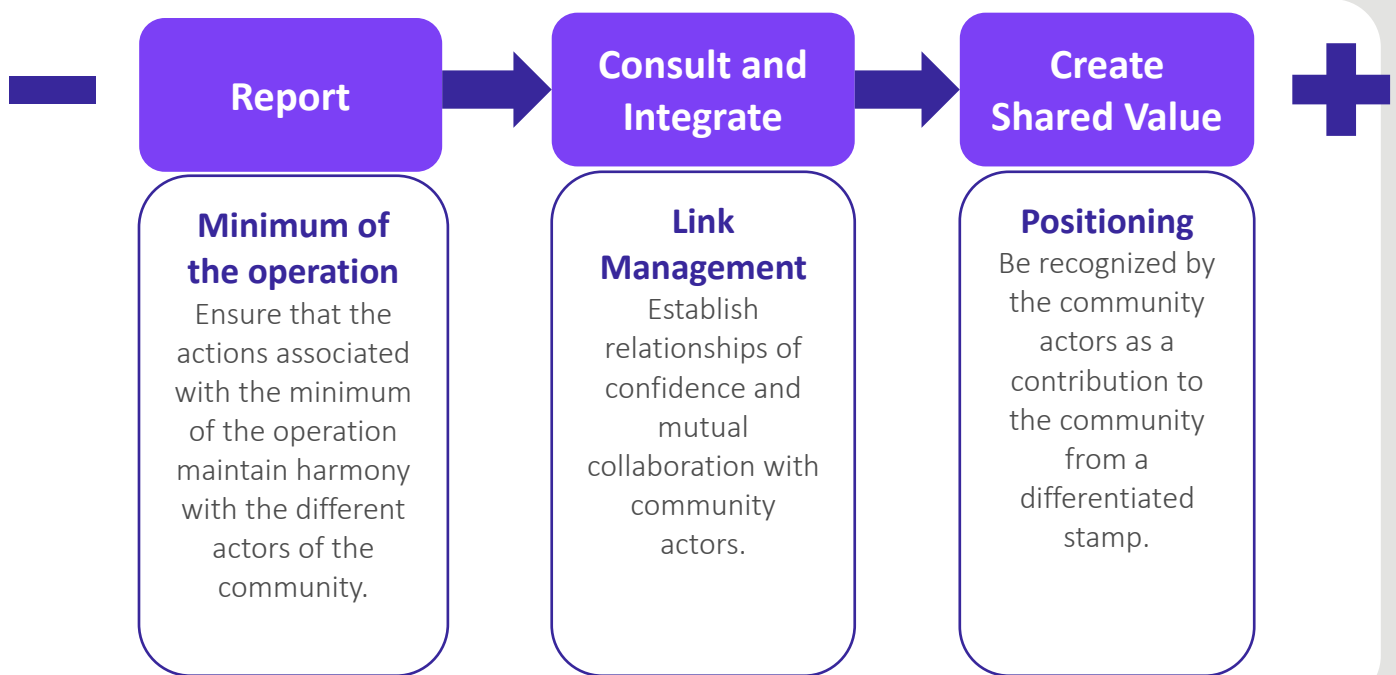 Report
Minimum of
the operation
Ensure that the
actions associated
with the minimum
of the operation
maintain harmony
with the different
actors of the
community.
Consult and
Integrate
Link
Management
Establish
relationships of
confidence and
mutual
collaboration with
community
actors.
Create
Shared Value
Positioning
Be recognized by
the community
actors as a
contribution to
the community
from a
differentiated
stamp.